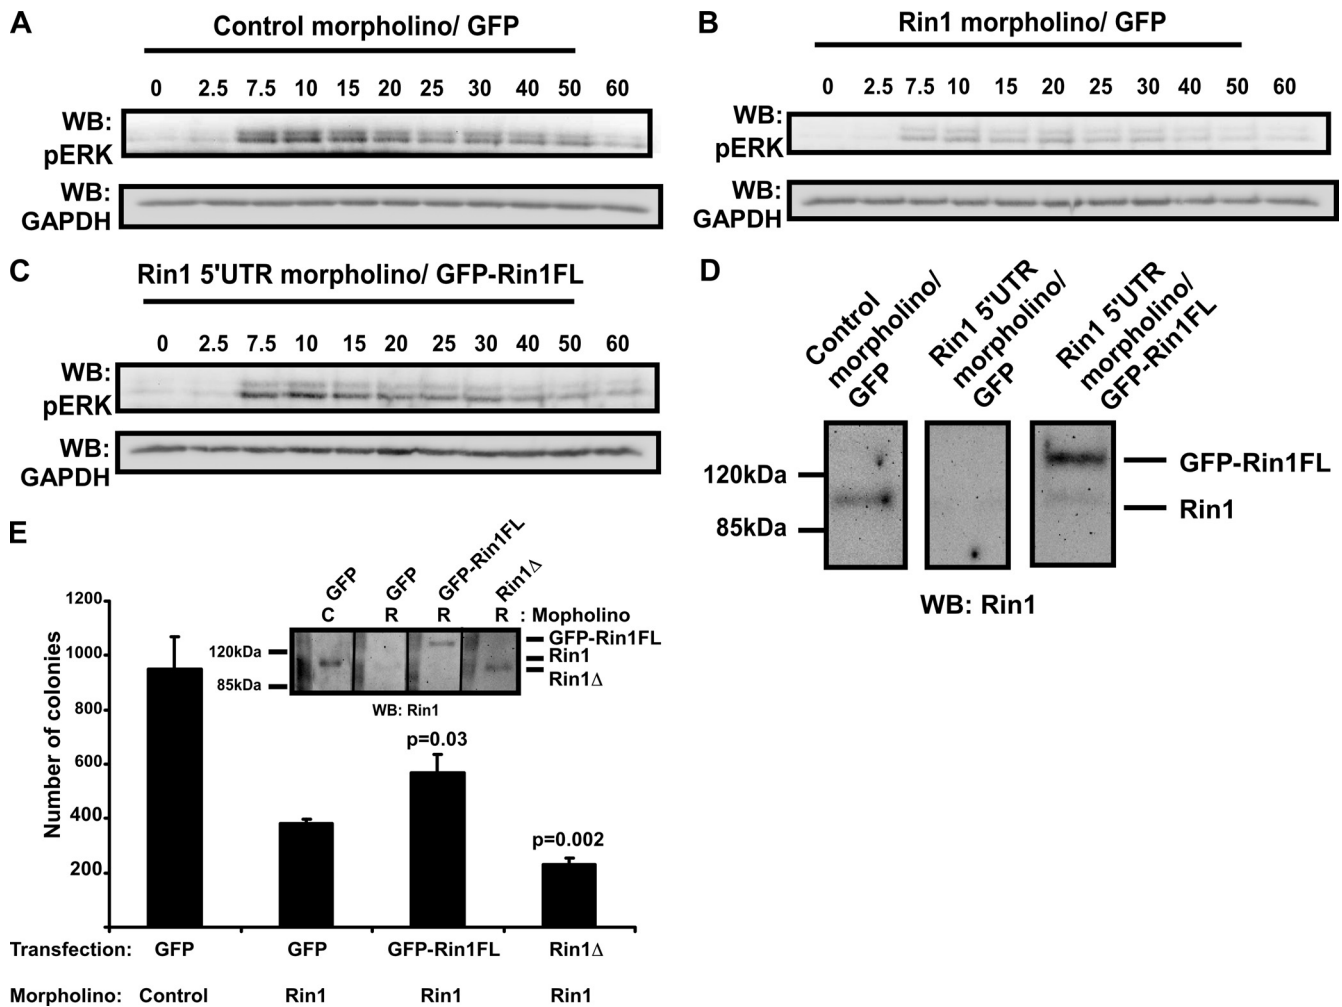 A
Control morpholino/ GFP
0 2.5 7.5 10 15 20 25 30 40 50 60
WB:
pERK
WB:
GAPDH
B
Rin1 morpholino/ GFP
0 2.5 7.5 10 15 20 25 30 40 50 60
WB:
pERK
WB:
GAPDH
C
Rin1 5'UTR morpholino/ GFP-Rin1FL
0 2.5 7.5 10 15 20 25 30 40 50 60
WB:
pERK
WB:
GAPDH
D
Control
morpholino/
GFP
Rin1 5'UTR
morpholino/
GFP
Rin1 5'UTR
morpholino/
GFP-Rin1FL
120kDa
85kDa
GFP-Rin1FL
Rin1
WB: Rin1
E
GFP GFP GFP-Rin1FL Rin1Δ
C R R R : Mopholino
120kDa
85kDa
GFP-Rin1FL
Rin1
Rin1Δ
WB: Rin1
Number of colonies
1200
1000
800
600
400
200
p=0.03
p=0.002
Transfection: GFP GFP GFP-Rin1FL Rin1Δ
Morpholino: Control Rin1 Rin1 Rin1